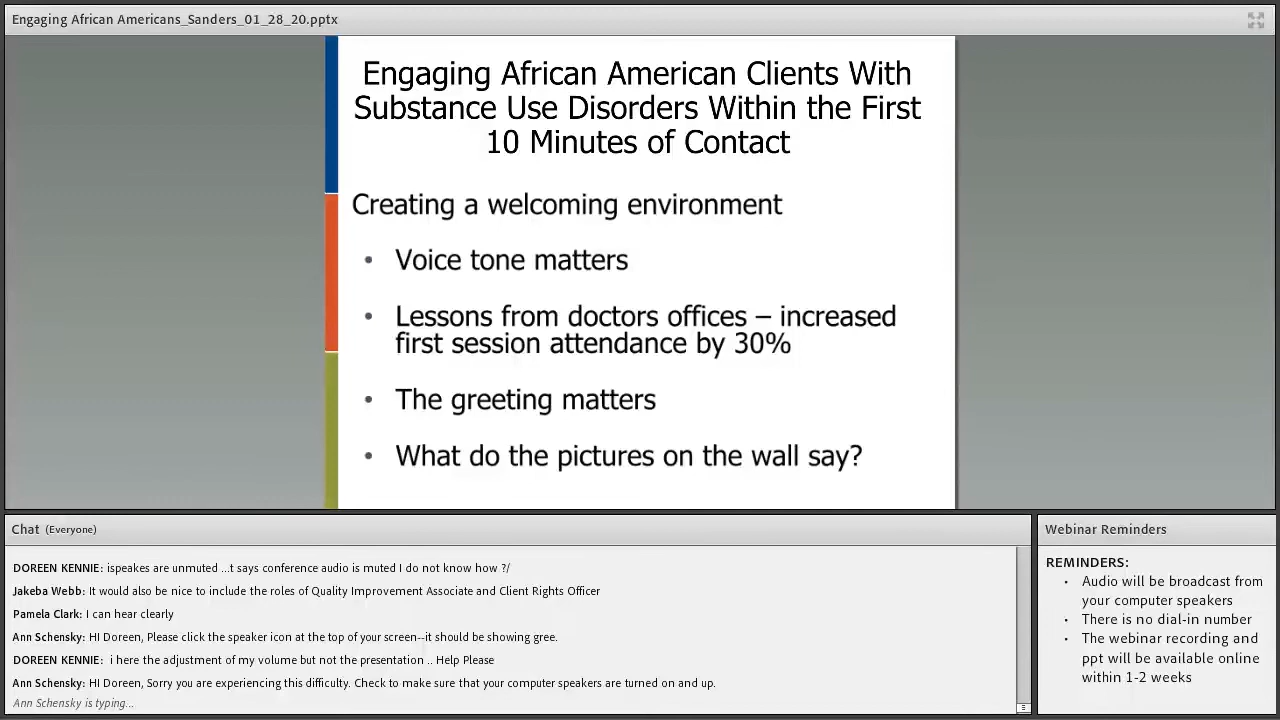 Engaging African Americans_Sanders_01_28_20.pptx
Engaging African American Clients With
Substance Use Disorders Within the First
10 Minutes of Contact
Creating a welcoming environment
• Voice tone matters
• Lessons from doctors offices – increased
first session attendance by 30%
• The greeting matters
• What do the pictures on the wall say?
Chat (Everyone)
DOREEN KENNIE: ispeakes are unmuted ...t says conference audio is muted I do not know how ?/
Jakeba Webb: It would also be nice to include the roles of Quality Improvement Associate and Client Rights Officer
Pamela Clark: I can hear clearly
Ann Schensky: HI Doreen, Please click the speaker icon at the top of your screen--it should be showing gree.
DOREEN KENNIE: i here the adjustment of my volume but not the presentation .. Help Please
Ann Schensky: HI Doreen, Sorry you are experiencing this difficulty. Check to make sure that your computer speakers are turned on and up.
Ann Schensky is typing...
Webinar Reminders
REMINDERS:
• Audio will be broadcast from
your computer speakers
• There is no dial-in number
• The webinar recording and
ppt will be available online
within 1-2 weeks